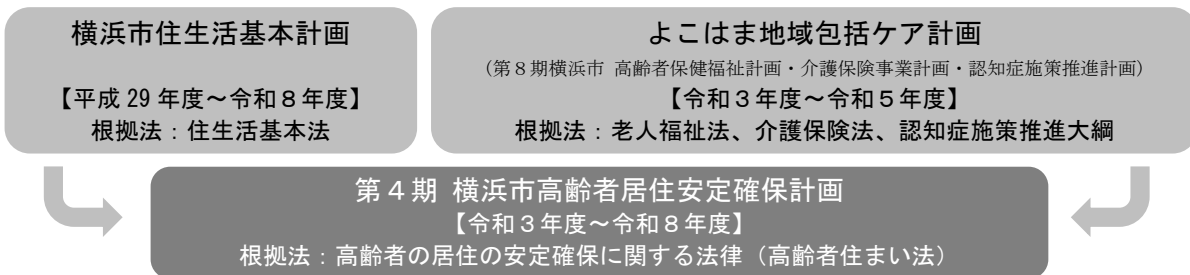 横浜市住生活基本計画
【平成 29 年度～令和８年度】
根拠法：住生活基本法
よこはま地域包括ケア計画
（第８期横浜市 高齢者保健福祉計画・介護保険事業計画・認知症施策推進計画）
【令和３年度～令和５年度】
根拠法：老人福祉法、介護保険法、認知症施策推進大綱
第４期 横浜市高齢者居住安定確保計画
【令和３年度～令和８年度】
根拠法：高齢者の居住の安定確保に関する法律（高齢者住まい法）